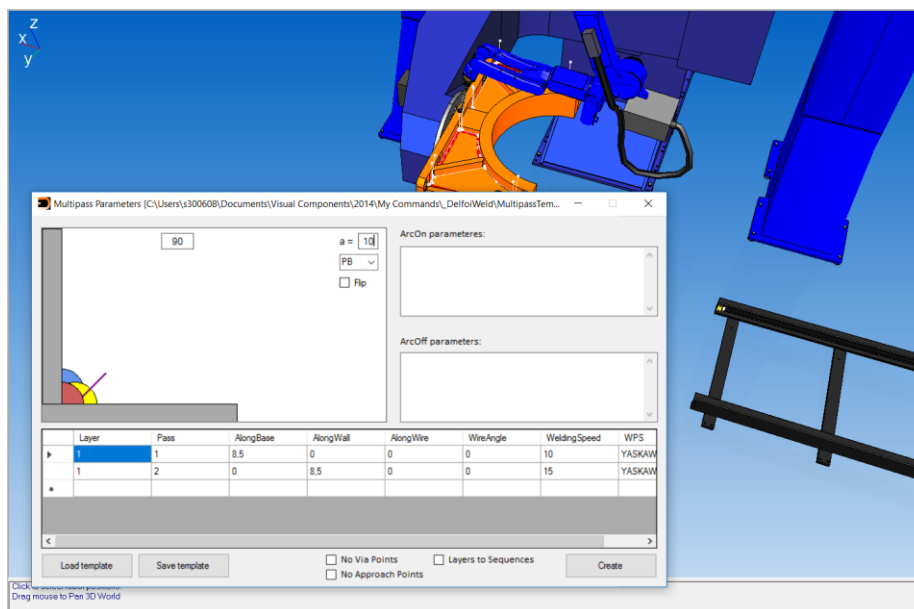 Z
X
y
Multipass Parameters [C:\Users\s300608\Documents\Visual Components\2014\My Commands\_DelfoiWeld\MultipassTem...
90
a = 10
PB
Flip
ArcOn parameteres:
ArcOff parameters:
Layer Pass AlongBase AlongWall AlongWire WireAngle WeldingSpeed WPS
1 1 8,5 0 0 0 10 YASKAW
1 2 0 8,5 0 0 15 YASKAW
Load template Save template No Via Points Layers to Sequences Create
No Approach Points
Drag mouse to Pan 3D World